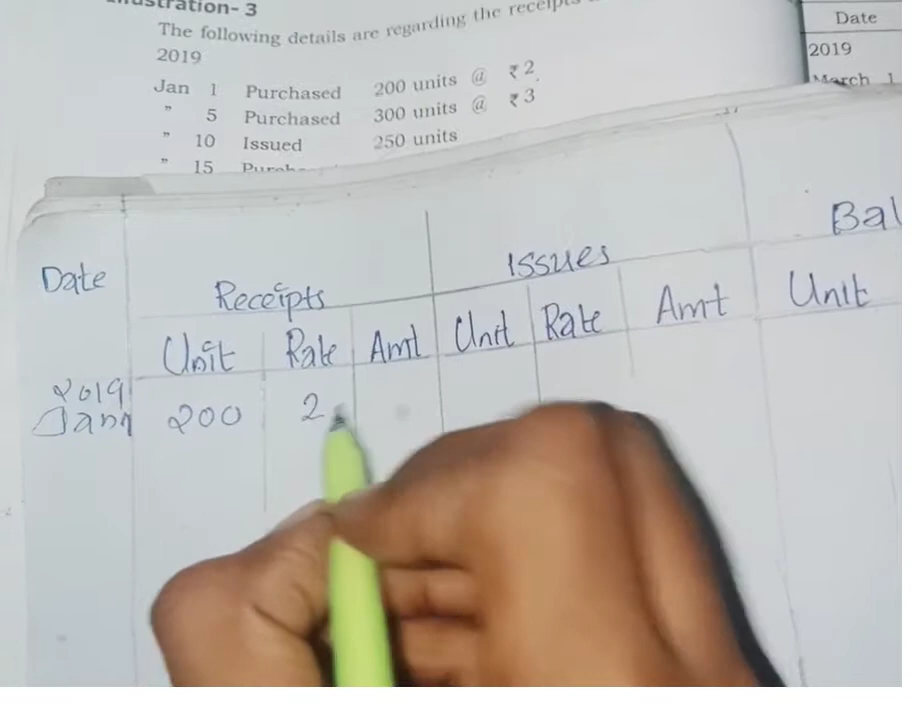 Illustration- 3
The following details are regarding the receipts
2019
Jan 1 Purchased 200 units @ ₹ 2.
" 5 Purchased 300 units @ ₹ 3
" 10 Issued 250 units
" 15
Date
2019
March 1
Date Receipts Issues Bal
Unit Rate Amt Unit Rate Amt Unit
2019
Jan 1 200 2